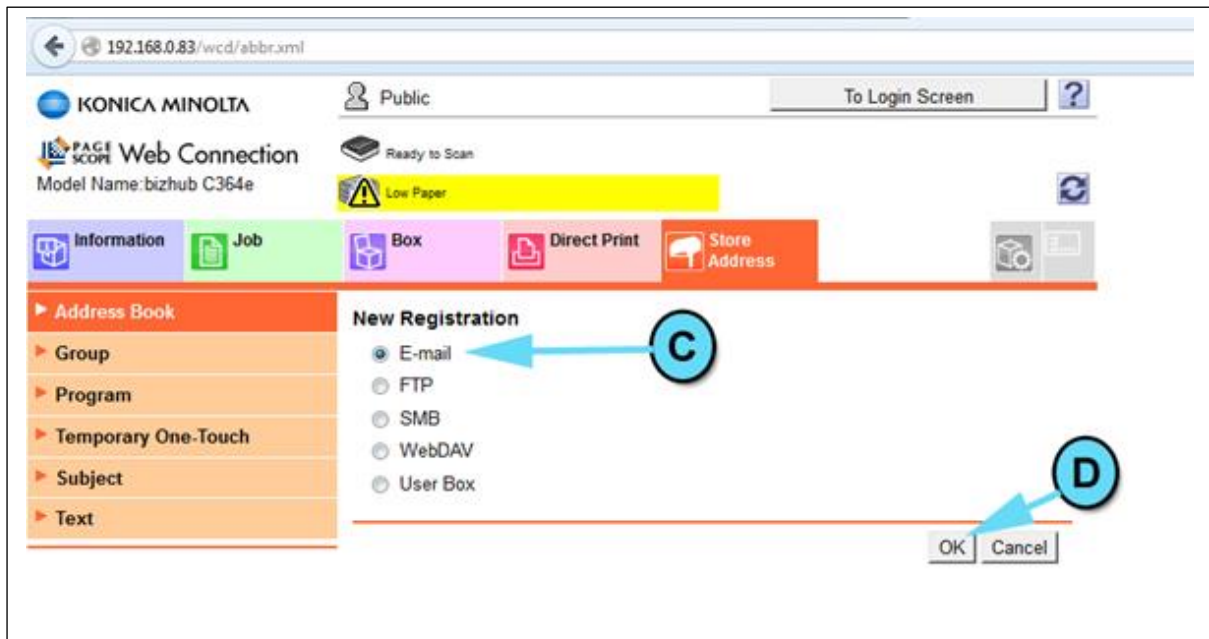 192.168.0.83/wcd/abbr.xml
KONICA MINOLTA
Public
To Login Screen
?
PAGE SCOPE Web Connection
Ready to Scan
Model Name:bizhub C364e
Low Paper
Information
Job
Box
Direct Print
Store
Address
Address Book
Group
Program
Temporary One-Touch
Subject
Text
New Registration
E-mail
C
FTP
SMB
WebDAV
User Box
D
OK
Cancel